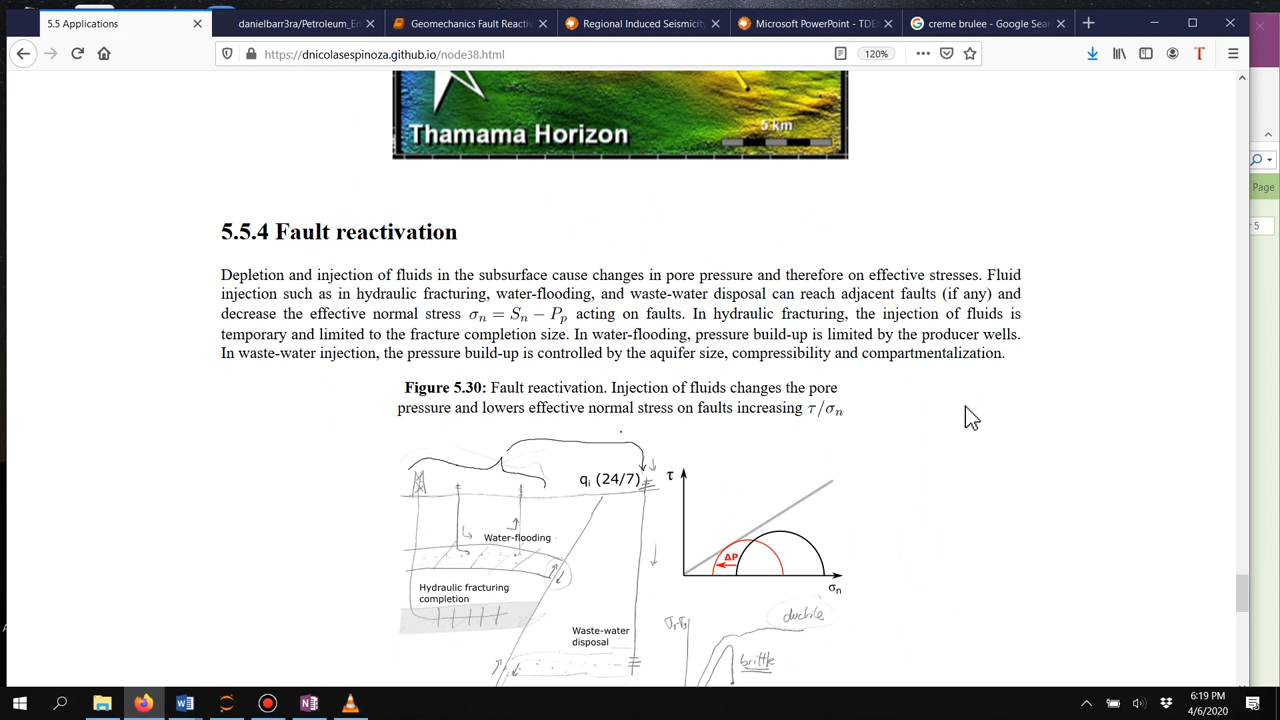 5.5 Applications
danielbarr3ra/Petroleum_En
Geomechanics Fault Reactiv
Regional Induced Seismicity
Microsoft PowerPoint - TDE
creme brulee - Google Sea
https://dnicolasespinoza.github.io/node38.html
120%
Thamama Horizon
5 km
Page
5
5.5.4 Fault reactivation
Depletion and injection of fluids in the subsurface cause changes in pore pressure and therefore on effective stresses. Fluid
injection such as in hydraulic fracturing, water-flooding, and waste-water disposal can reach adjacent faults (if any) and
decrease the effective normal stress σn = Sn − Pp acting on faults. In hydraulic fracturing, the injection of fluids is
temporary and limited to the fracture completion size. In water-flooding, pressure build-up is limited by the producer wells.
In waste-water injection, the pressure build-up is controlled by the aquifer size, compressibility and compartmentalization.
Figure 5.30: Fault reactivation. Injection of fluids changes the pore
pressure and lowers effective normal stress on faults increasing τ/σn
qi (24/7)
τ
Water-flooding
ΔP
σn
Hydraulic fracturing
completion
ductile
Waste-water
disposal
brittle
6:19 PM
4/6/2020